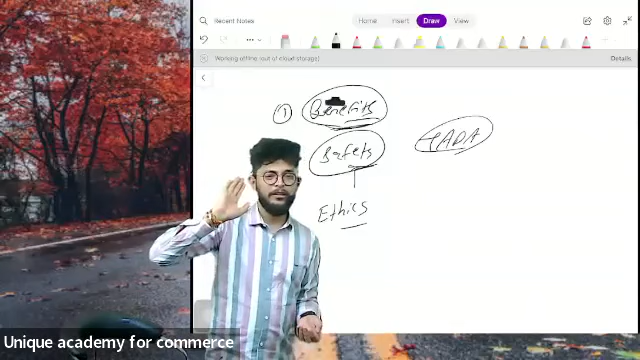 Recent Notes
Home Insert Draw View
Working offline (out of cloud storage)
Details
(1) Benefits
Safety
TADA
Ethics
Unique academy for commerce